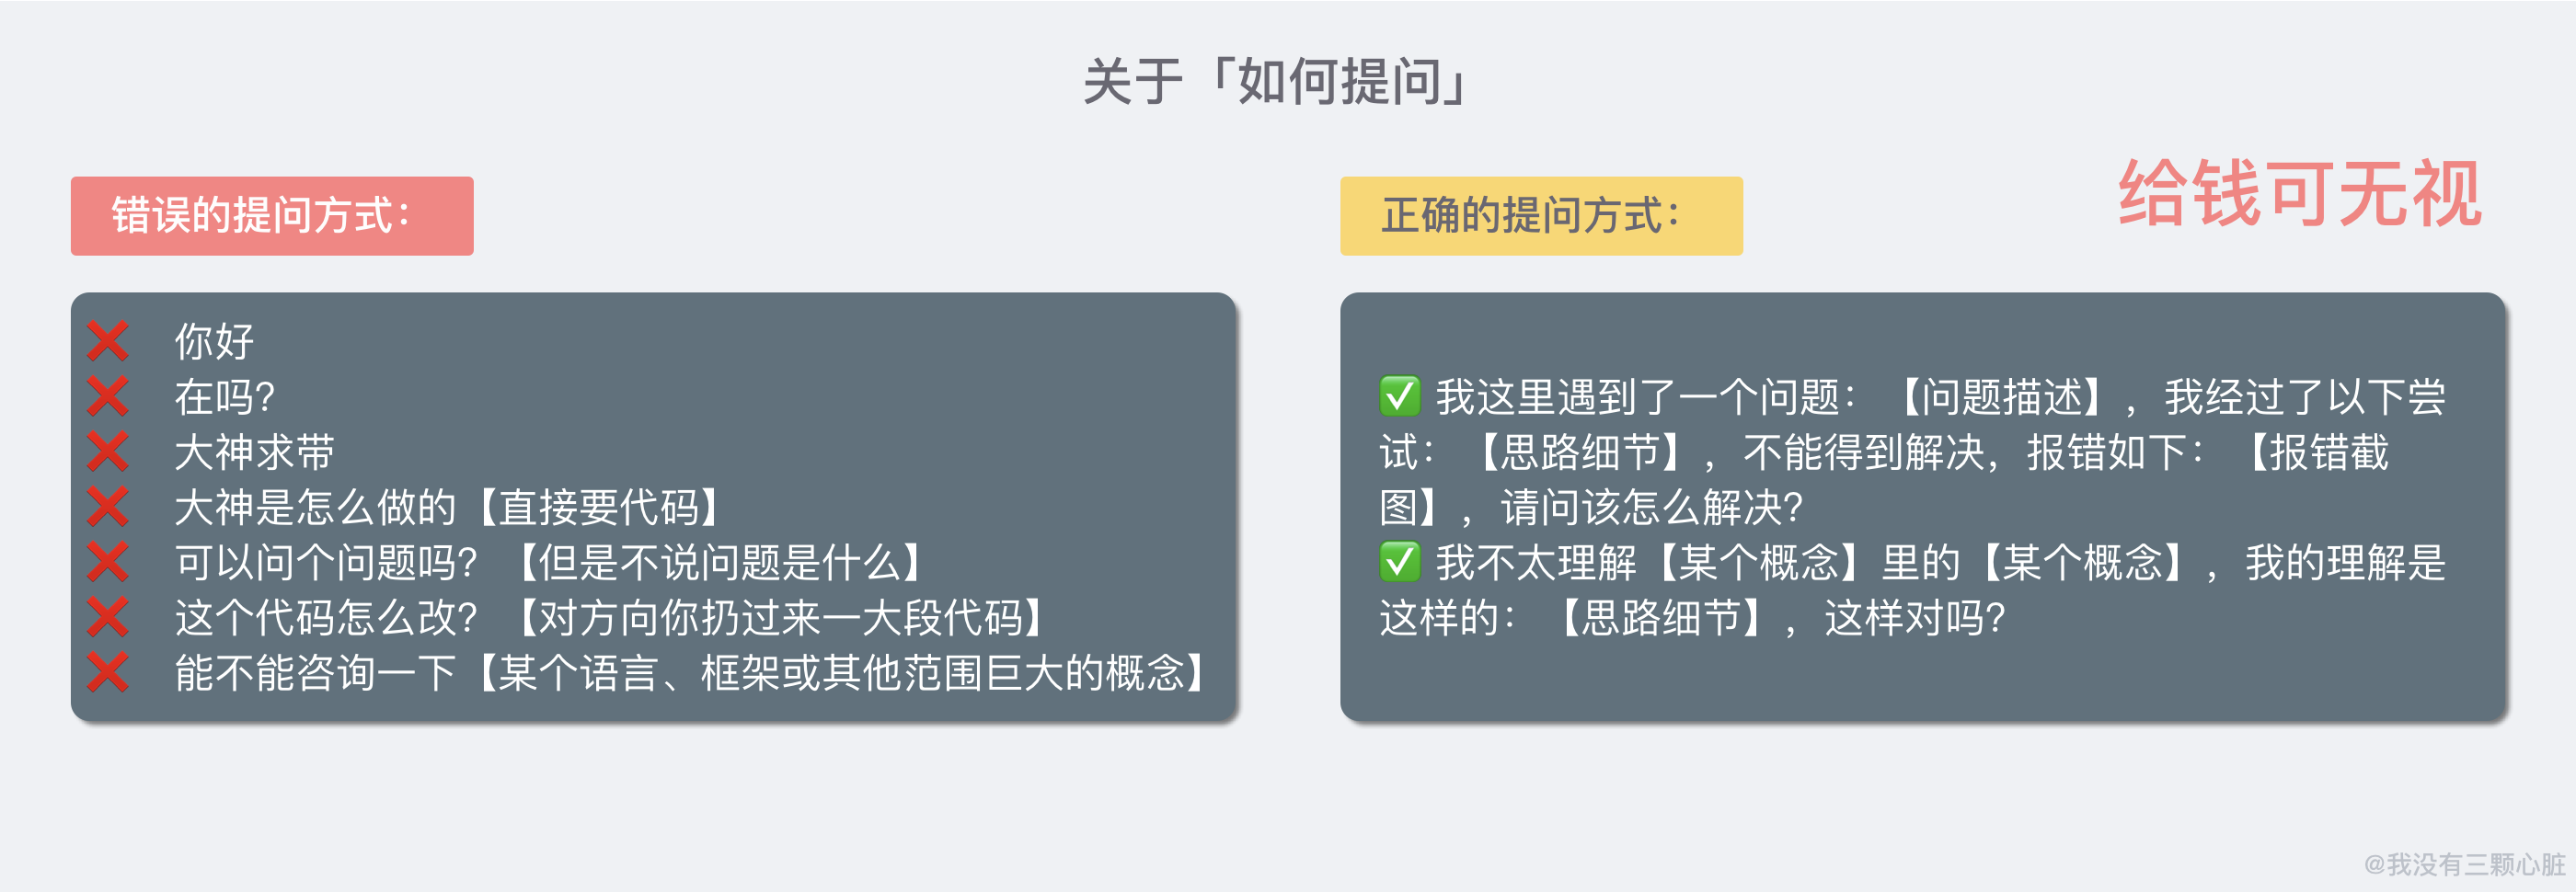 关于「如何提问」
错误的提问方式：
❌ 你好
❌ 在吗？
❌ 大神求带
❌ 大神是怎么做的【直接要代码】
❌ 可以问个问题吗？【但是不说问题是什么】
❌ 这个代码怎么改？【对方向你扔过来一大段代码】
❌ 能不能咨询一下【某个语言、框架或其他范围巨大的概念】
正确的提问方式：
给钱可无视
✅ 我这里遇到了一个问题：【问题描述】，我经过了以下尝
试：【思路细节】，不能得到解决，报错如下：【报错截
图】，请问该怎么解决？
✅ 我不太理解【某个概念】里的【某个概念】，我的理解是
这样的：【思路细节】，这样对吗？
@我没有三颗心脏